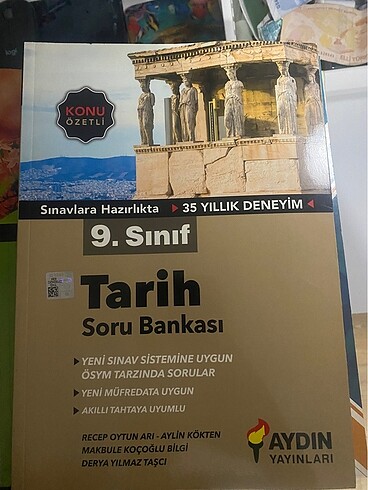 KONU
ÖZETLİ
Sınavlara Hazırlıkta ▶ 35 YILLIK DENEYİM ◀
9. Sınıf
Tarih
Soru Bankası
▶ YENİ SINAV SİSTEMİNE UYGUN
ÖSYM TARZINDA SORULAR
▶ YENİ MÜFREDATA UYGUN
▶ AKILLI TAHTAYA UYUMLU
RECEP OYTUN ARI - AYLİN KÖKTEN
MAKBULE KOÇOĞLU BİLGİ
DERYA YILMAZ TAŞCI
AYDIN
YAYINLARI